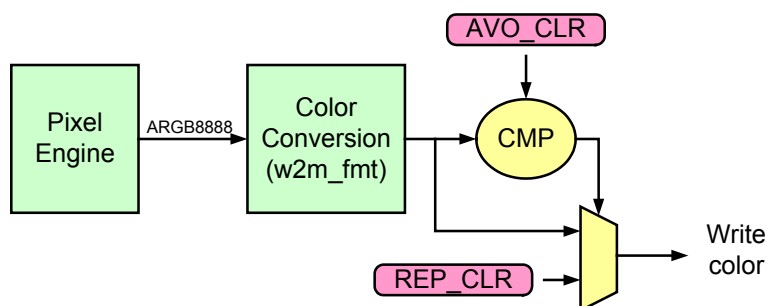 AVO_CLR
Pixel
Engine
ARGB8888
Color
Conversion
(w2m_fmt)
CMP
REP_CLR
Write
color